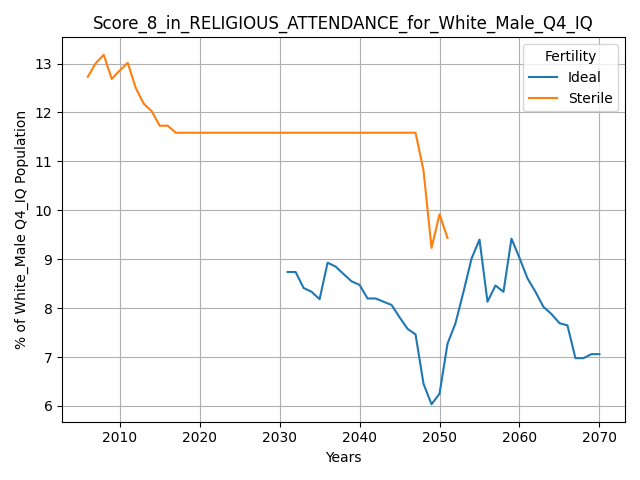 Score_8_in_RELIGIOUS_ATTENDANCE_for_White_Male_Q4_IQ
% of White_Male Q4_IQ Population
13
12
11
10
9
8
7
6
Fertility
Ideal
Sterile
2010 2020 2030 2040 2050 2060 2070
Years